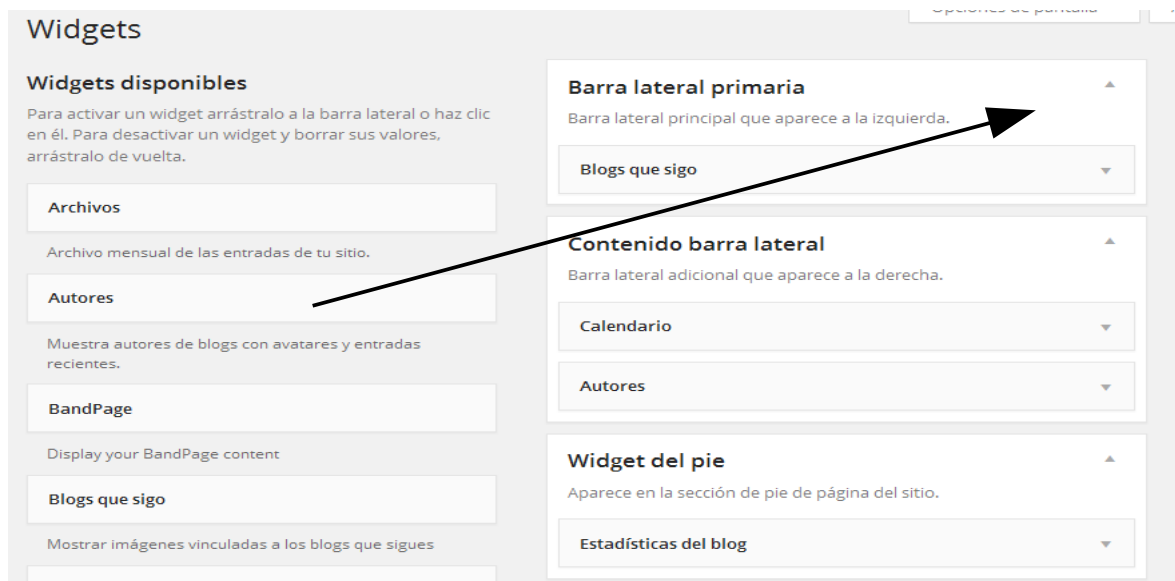 Opciones de pantalla
Widgets
Widgets disponibles
Para activar un widget arrástralo a la barra lateral o haz clic
en él. Para desactivar un widget y borrar sus valores,
arrástralo de vuelta.
Archivos
Archivo mensual de las entradas de tu sitio.
Autores
Muestra autores de blogs con avatares y entradas
recientes.
BandPage
Display your BandPage content
Blogs que sigo
Mostrar imágenes vinculadas a los blogs que sigues
Barra lateral primaria
Barra lateral principal que aparece a la izquierda.
Blogs que sigo
Contenido barra lateral
Barra lateral adicional que aparece a la derecha.
Calendario
Autores
Widget del pie
Aparece en la sección de pie de página del sitio.
Estadísticas del blog